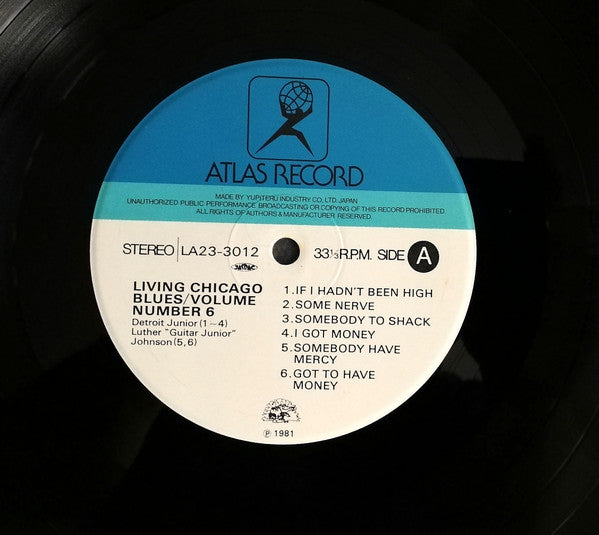 ATLAS RECORD
MADE BY YUPITERU INDUSTRY CO., LTD. JAPAN
UNAUTHORIZED PUBLIC PERFORMANCE BROADCASTING OR COPYING OF THIS RECORD PROHIBITED
ALL RIGHTS OF AUTHORS & MANUFACTURER RESERVED.
STEREO | LA23-3012 33⅓ R.P.M. SIDE A
LIVING CHICAGO
BLUES/VOLUME
NUMBER 6
Detroit Junior (1~4)
Luther "Guitar Junior"
Johnson (5, 6)
1. IF I HADN'T BEEN HIGH
2. SOME NERVE
3. SOMEBODY TO SHACK
4. I GOT MONEY
5. SOMEBODY HAVE
MERCY
6. GOT TO HAVE
MONEY
℗ 1981